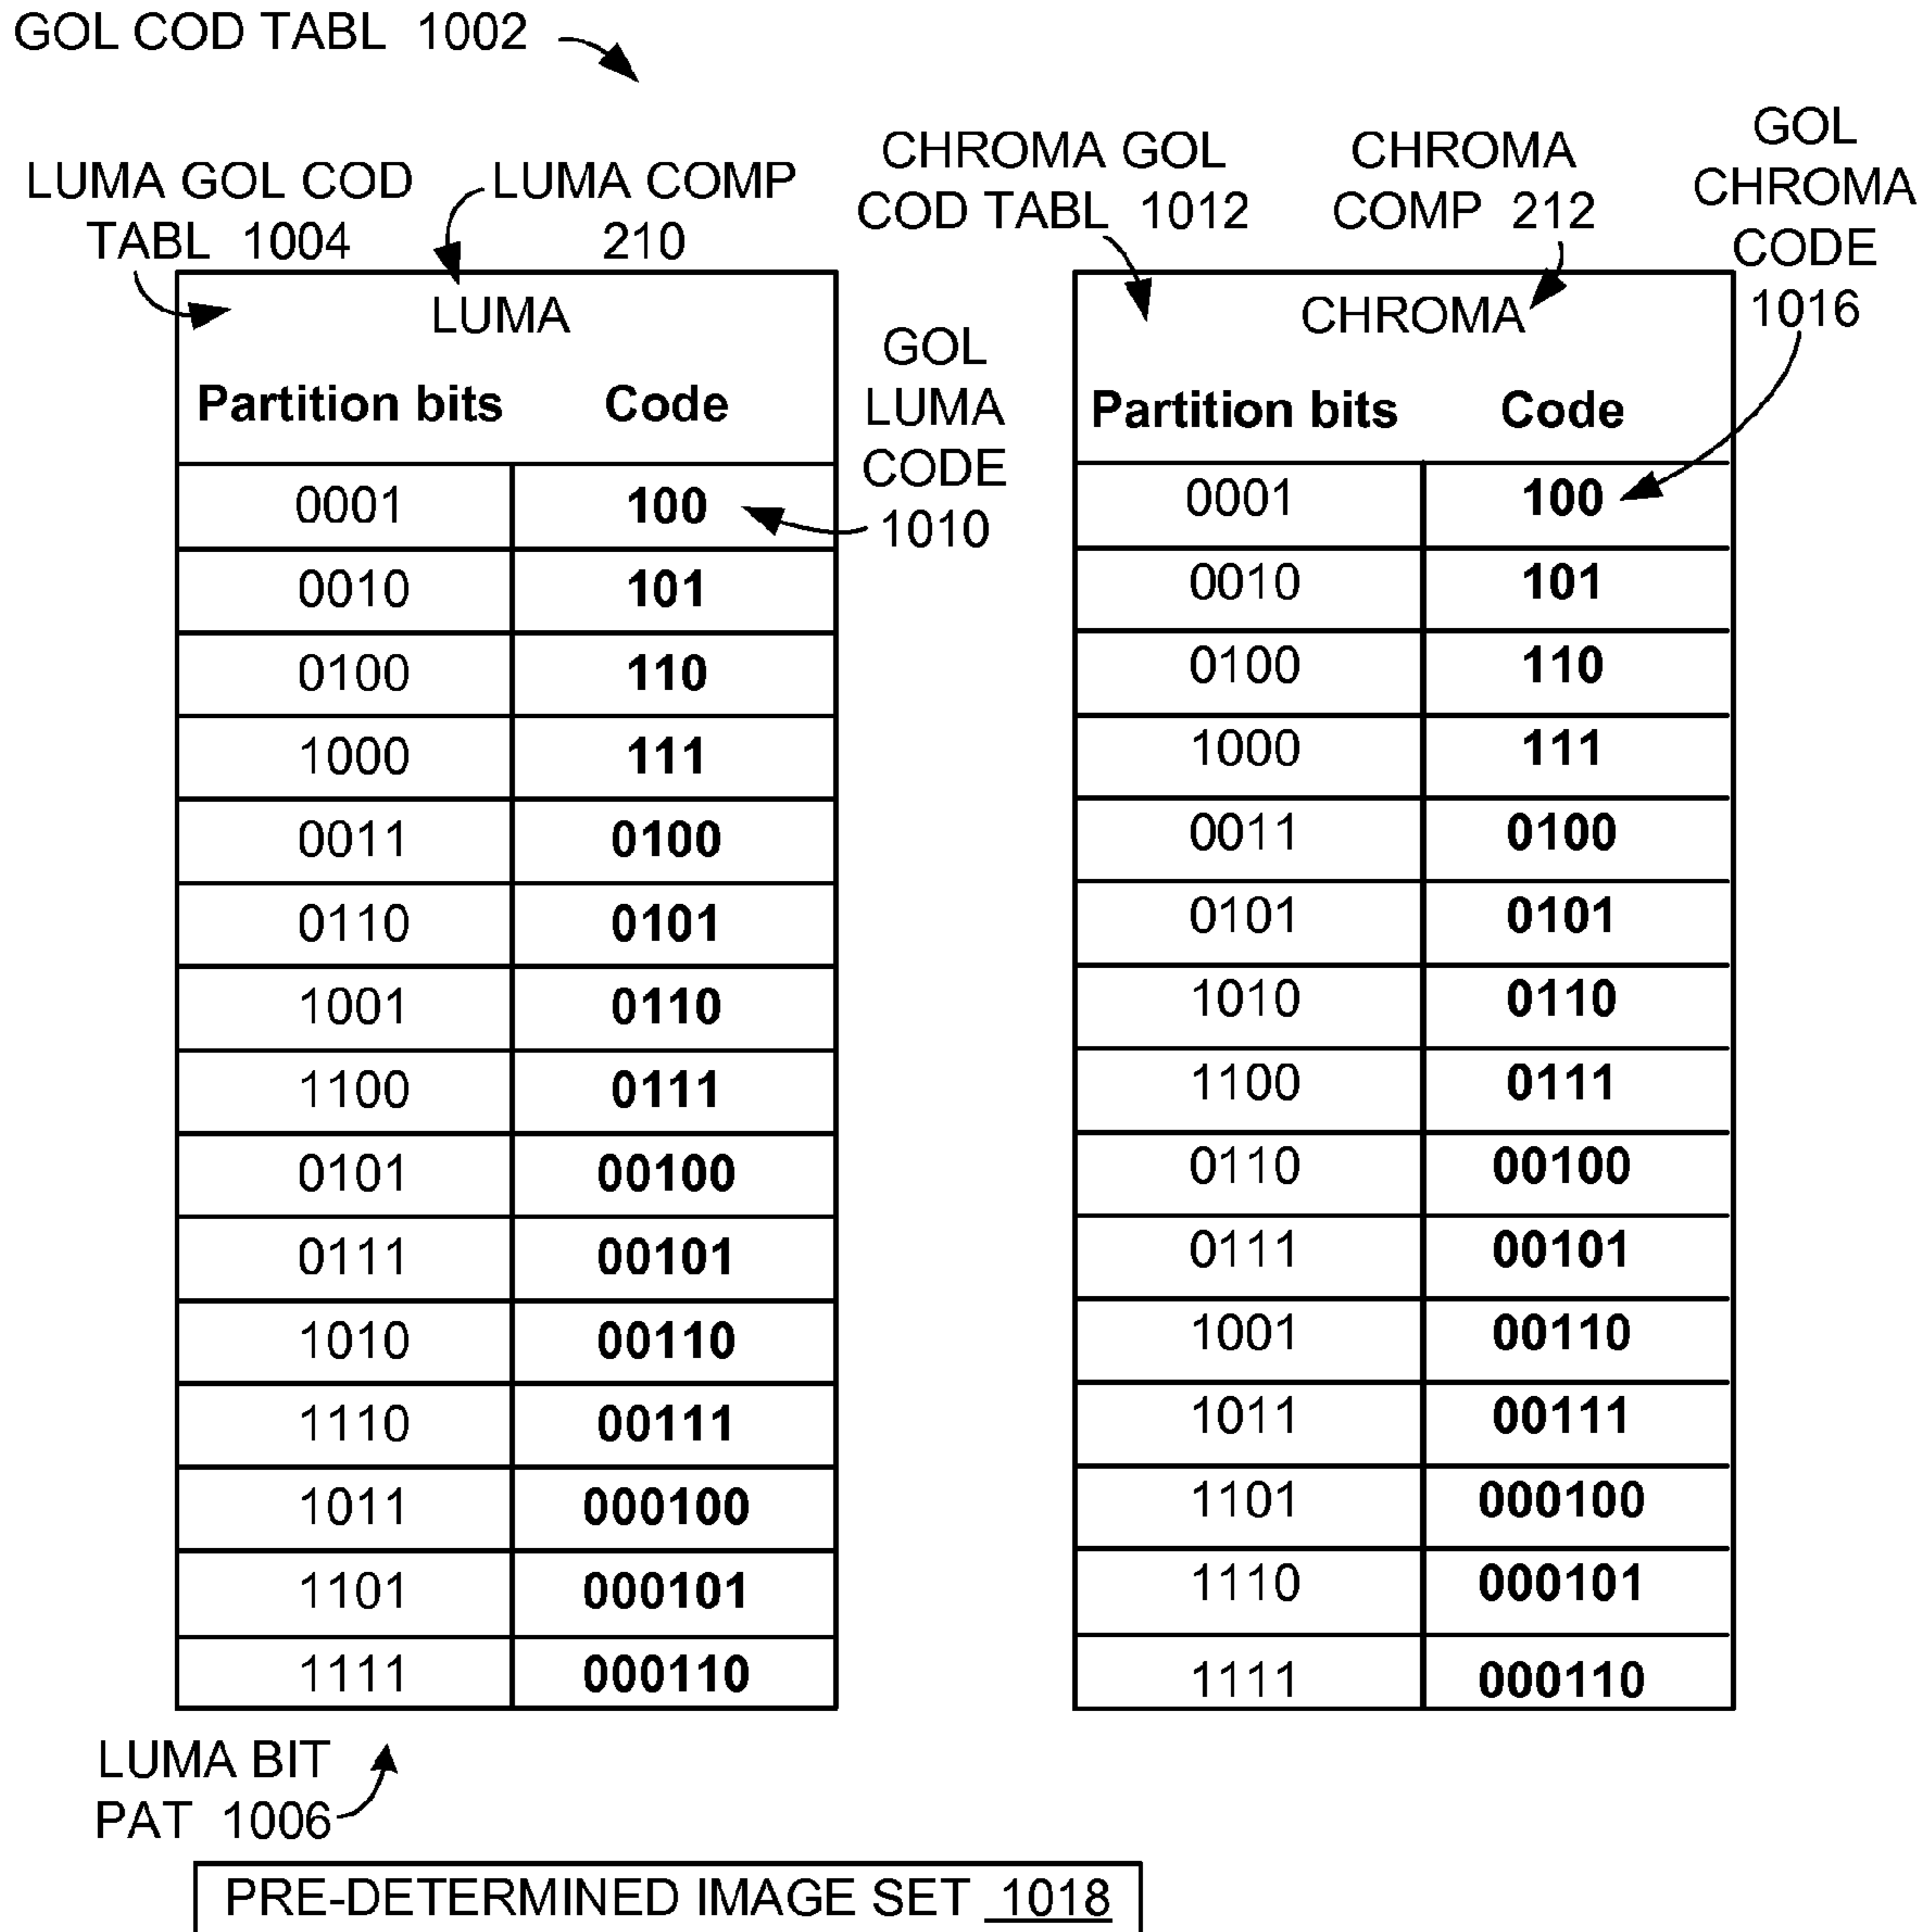 GOL COD TABL 1002
LUMA GOL COD
TABL 1004
LUMA COMP
210
CHROMA GOL
COD TABL 1012
CHROMA
COMP 212
GOL
CHROMA
CODE
1016
LUMA
Partition bits Code
0001 100
0010 101
0100 110
1000 111
0011 0100
0110 0101
1001 0110
1100 0111
0101 00100
0111 00101
1010 00110
1110 00111
1011 000100
1101 000101
1111 000110
GOL
LUMA
CODE
1010
CHROMA
Partition bits Code
0001 100
0010 101
0100 110
1000 111
0011 0100
0101 0101
1010 0110
1100 0111
0110 00100
0111 00101
1001 00110
1011 00111
1101 000100
1110 000101
1111 000110
LUMA BIT
PAT 1006
PRE-DETERMINED IMAGE SET 1018